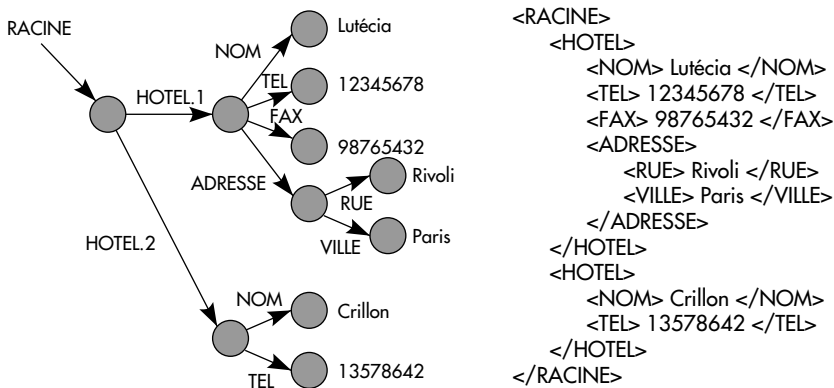 RACINE
NOM
Lutécia
TEL
12345678
HOTEL.1
FAX
98765432
ADRESSE
Rivoli
RUE
HOTEL.2
VILLE
Paris
NOM
Crillon
TEL
13578642
<RACINE>
<HOTEL>
<NOM> Lutécia </NOM>
<TEL> 12345678 </TEL>
<FAX> 98765432 </FAX>
<ADRESSE>
<RUE> Rivoli </RUE>
<VILLE> Paris </VILLE>
</ADRESSE>
</HOTEL>
<HOTEL>
<NOM> Crillon </NOM>
<TEL> 13578642 </TEL>
</HOTEL>
</RACINE>